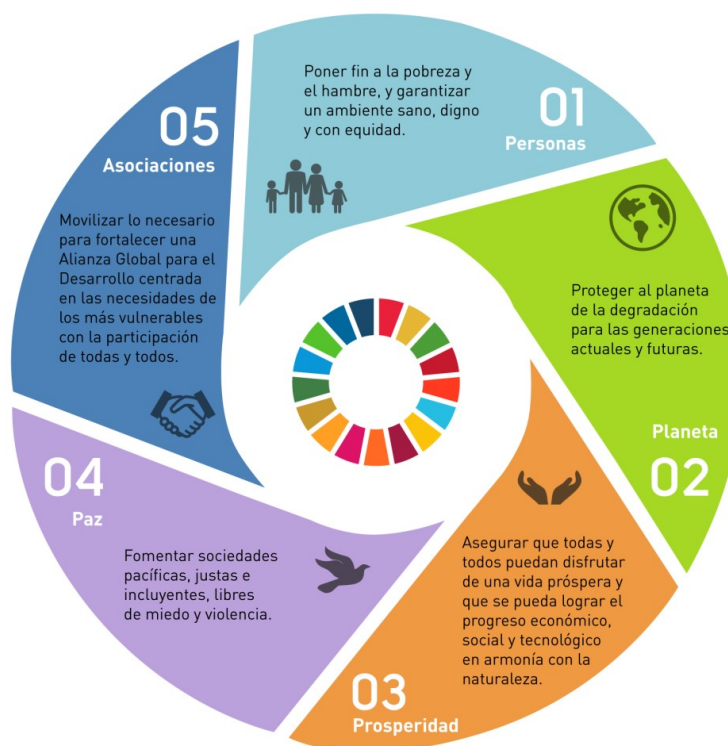 Poner fin a la pobreza y
el hambre, y garantizar
un ambiente sano, digno
y con equidad.
01
Personas
Proteger al planeta
de la degradación
para las generaciones
actuales y futuras.
Planeta
02
Asegurar que todas y
todos puedan disfrutar
de una vida próspera y
que se pueda lograr el
progreso económico,
social y tecnológico
en armonía con la
naturaleza.
03
Prosperidad
04
Paz
Fomentar sociedades
pacíficas, justas e
incluyentes, libres
de miedo y violencia.
05
Asociaciones
Movilizar lo necesario
para fortalecer una
Alianza Global para el
Desarrollo centrada
en las necesidades de
los más vulnerables
con la participación
de todas y todos.